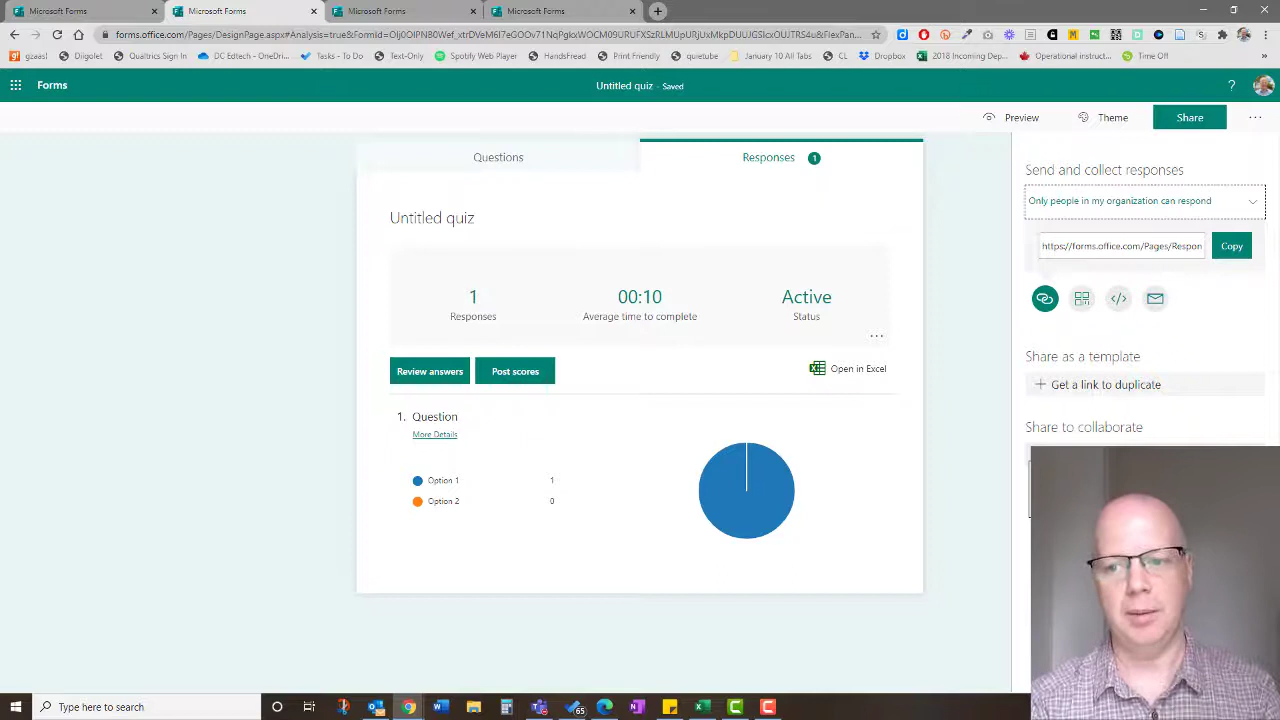 Microsoft Forms
Microsoft Forms
Microsoft Forms
Microsoft Forms
gzaasl
Diigolet
Qualtrics Sign In
DC Edtech - OneDri...
Tasks - To Do
Text-Only
Spotify Web Player
HandsFreed
Print Friendly
quietube
January 10 All Tabs
CL
Dropbox
2018 Incoming Dep...
Operational instruct...
Time Off
Forms
Untitled quiz - Saved
?
Preview
Theme
Share
Questions
Responses 1
Untitled quiz
1
Responses
00:10
Average time to complete
Active
Status
Review answers
Post scores
Open in Excel
1. Question
More Details
Option 1 1
Option 2 0
Send and collect responses
Only people in my organization can respond
https://forms.office.com/Pages/Respon
Copy
Share as a template
Get a link to duplicate
Share to collaborate
Type here to search
65